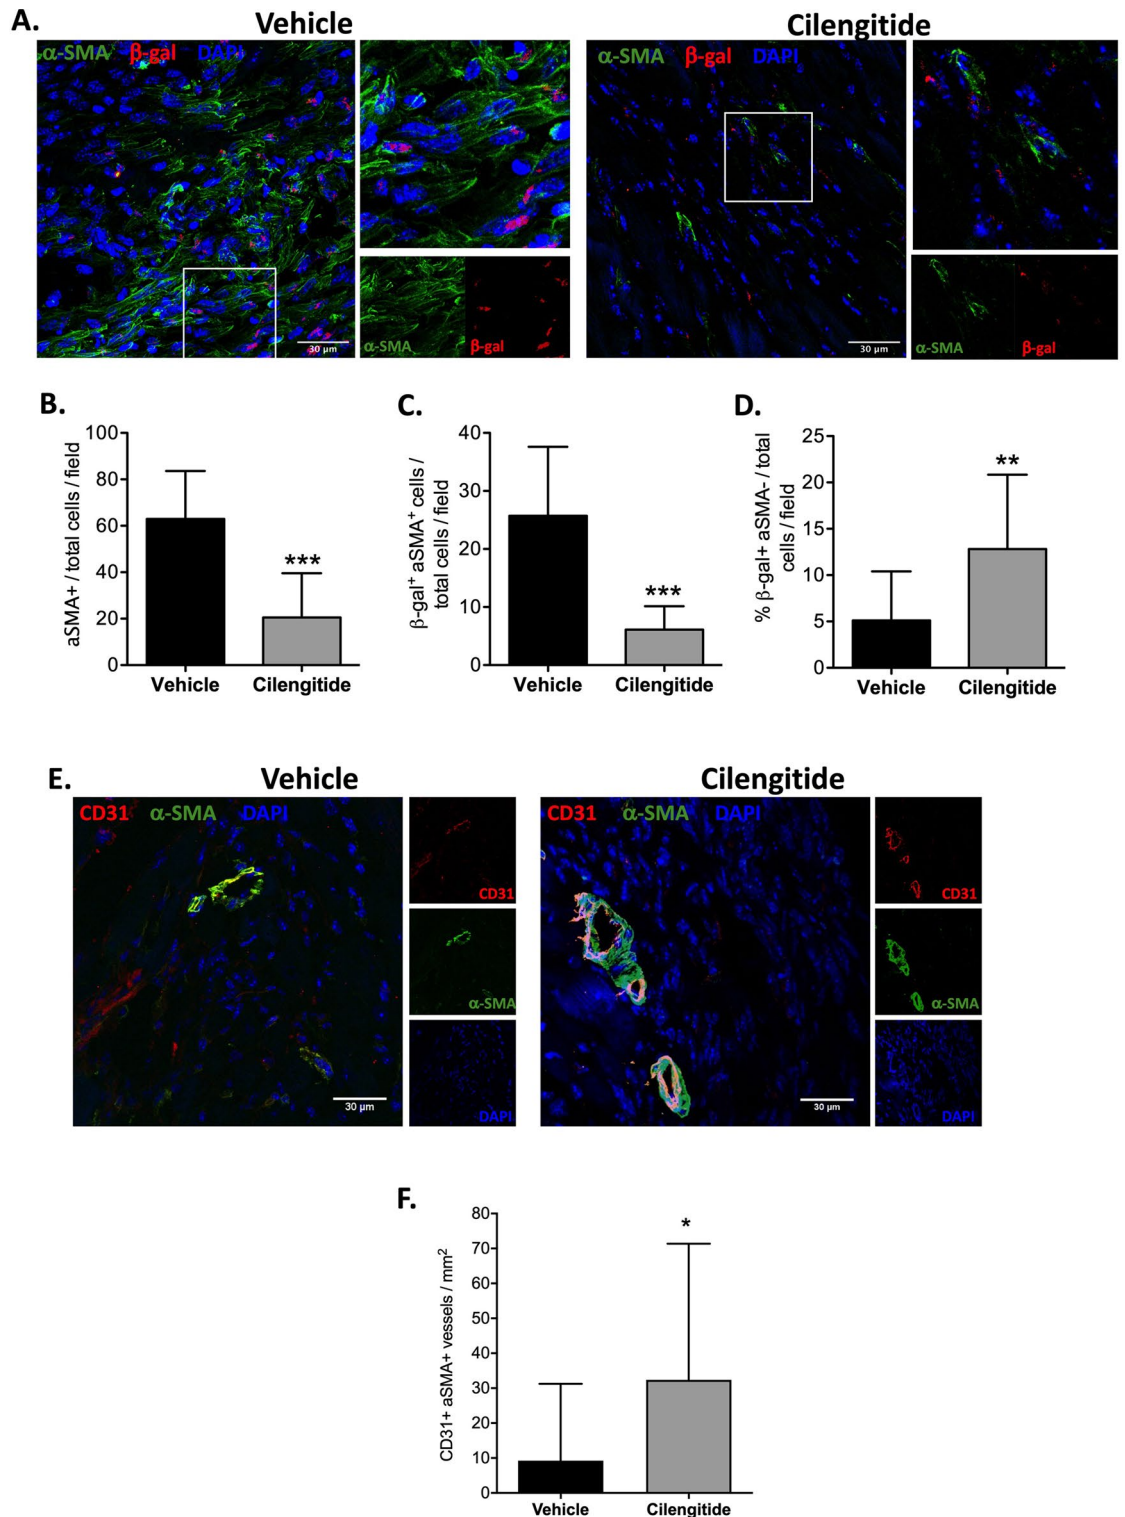 A.
Vehicle
Cilengitide
α-SMA β-gal DAPI
30 µm
α-SMA β-gal
α-SMA β-gal DAPI
30 µm
α-SMA β-gal
B.
aSMA+ / total cells / field
100
80
60
40
20
0
***
Vehicle Cilengitide
C.
β-gal⁺ aSMA⁺ cells /
total cells / field
40
30
20
10
0
***
Vehicle Cilengitide
D.
% β-gal+ aSMA- / total
cells / field
25
20
15
10
5
0
**
Vehicle Cilengitide
E.
Vehicle
Cilengitide
CD31 α-SMA DAPI
30 µm
CD31
α-SMA
DAPI
CD31 α-SMA DAPI
30 µm
CD31
α-SMA
DAPI
F.
CD31+ aSMA+ vessels / mm²
80
70
60
50
40
30
20
10
0
*
Vehicle Cilengitide